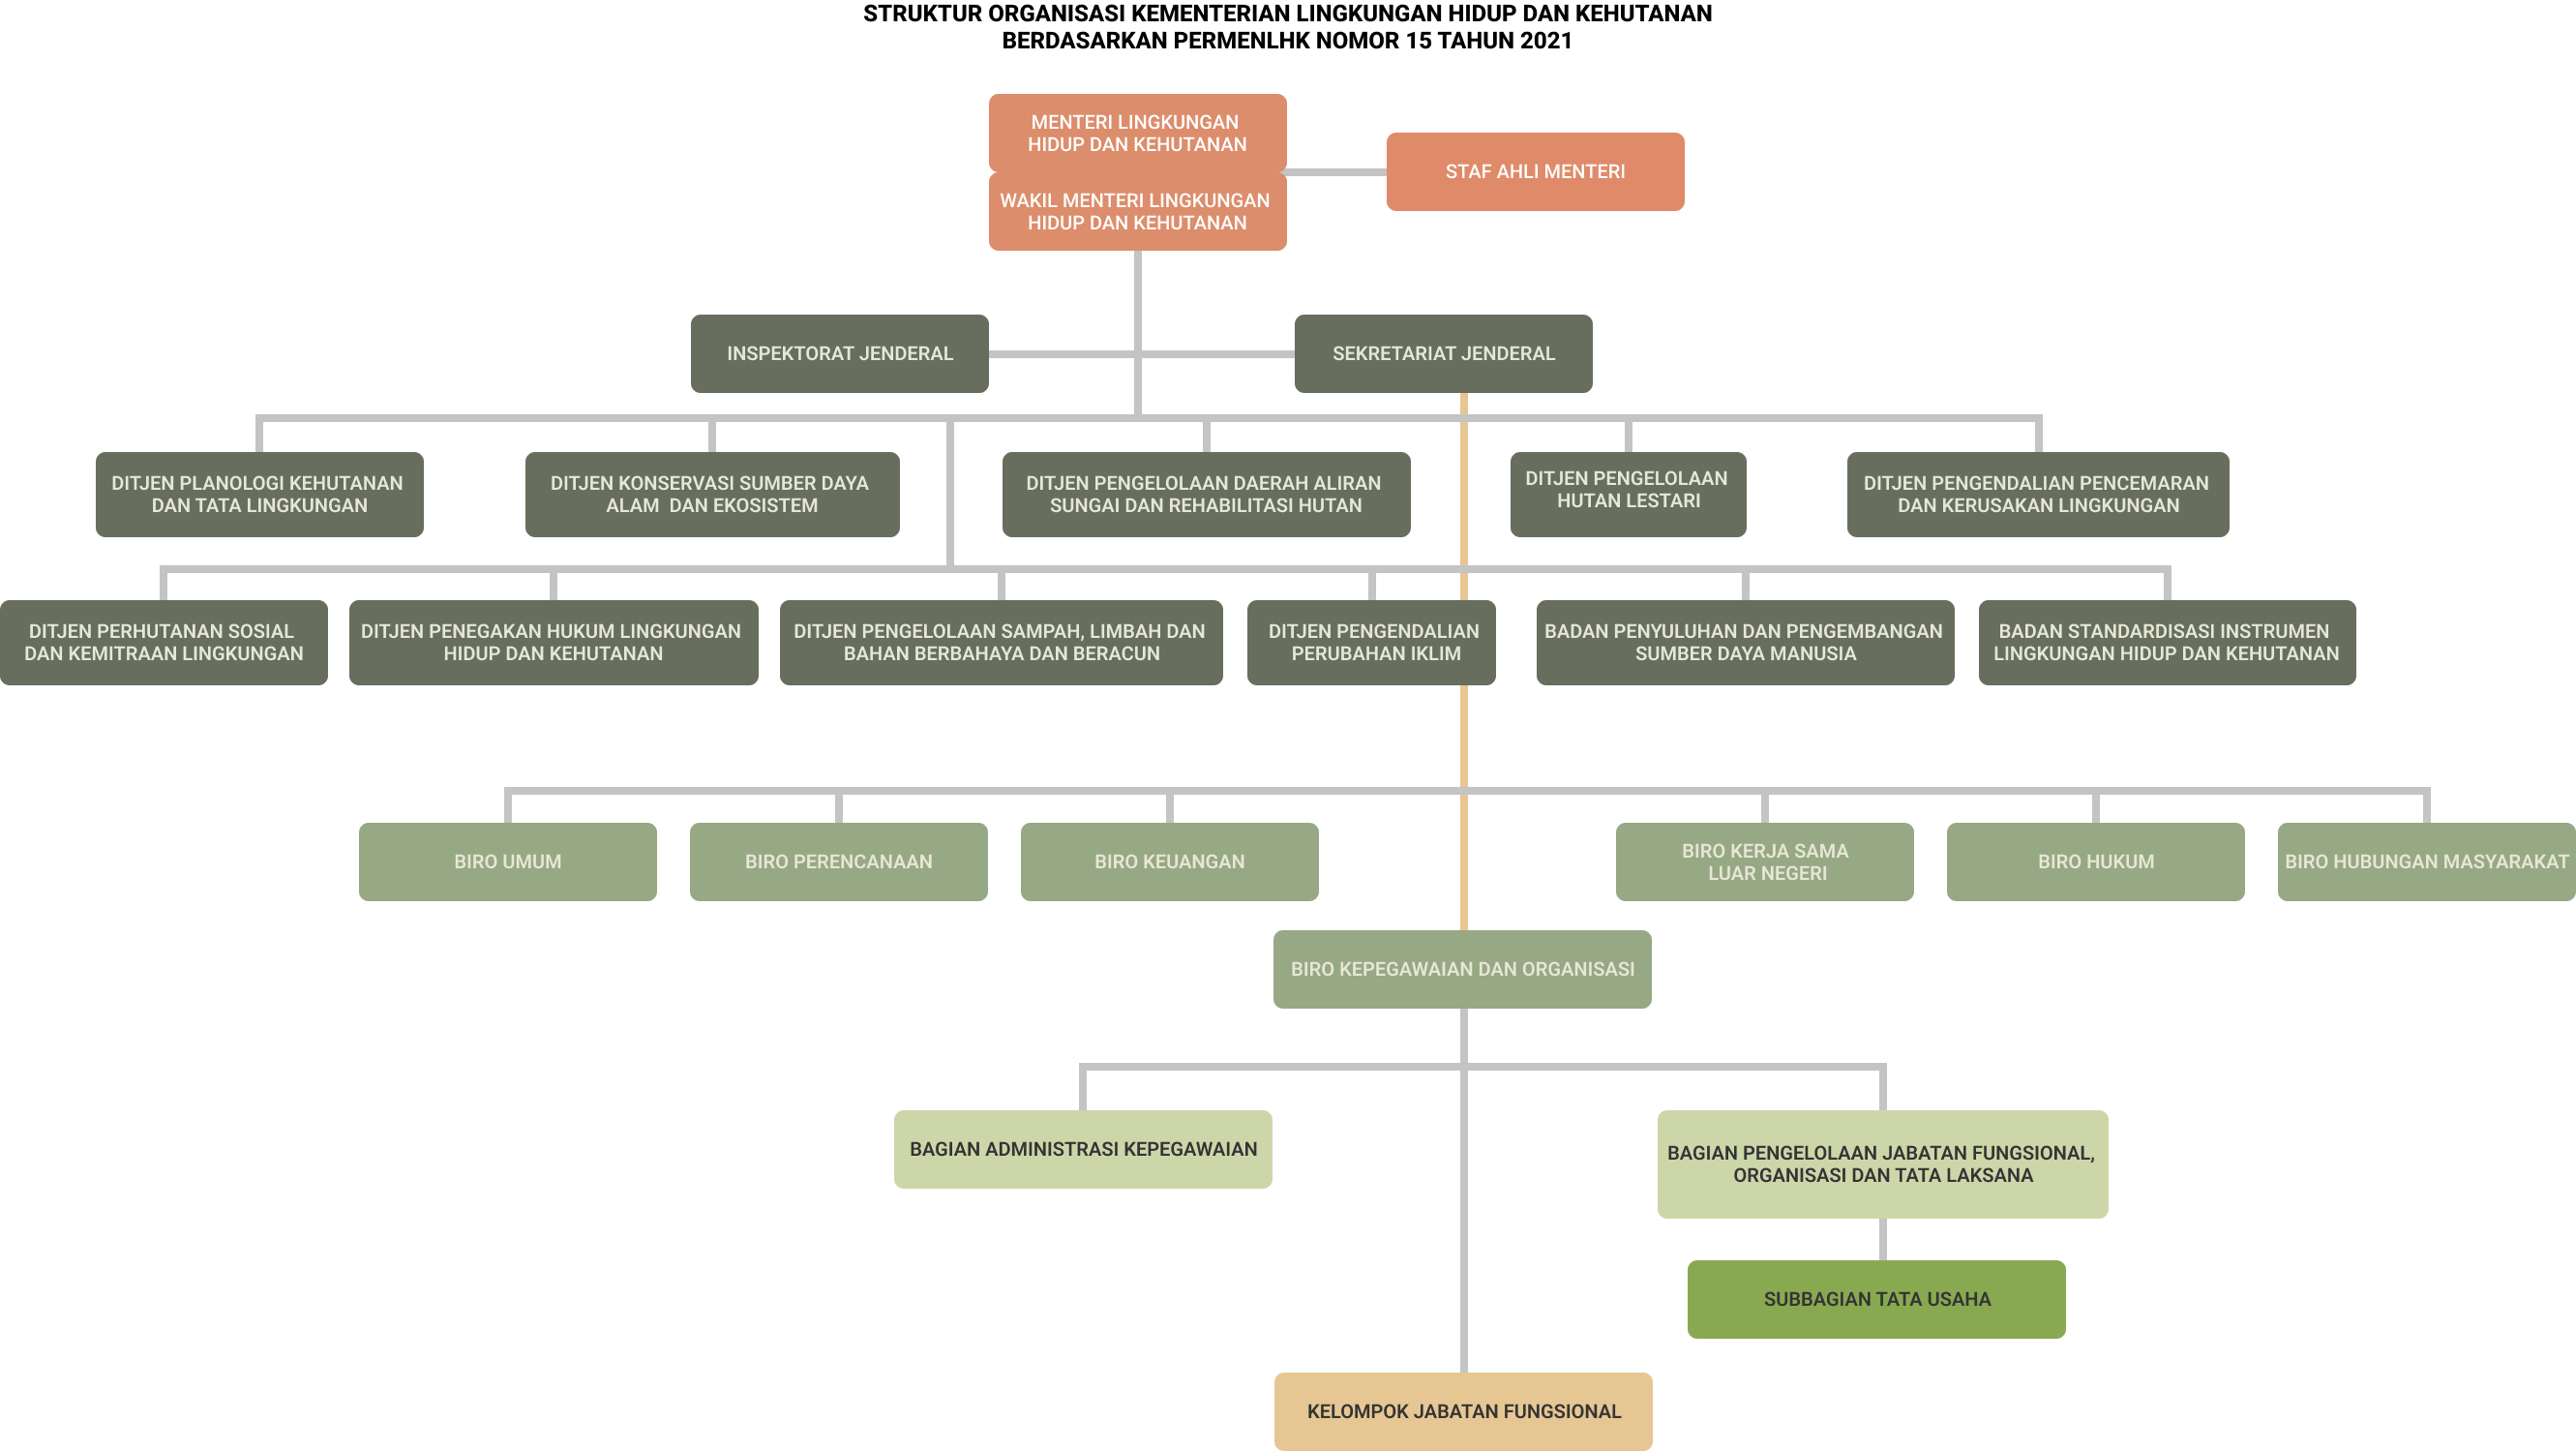 STRUKTUR ORGANISASI KEMENTERIAN LINGKUNGAN HIDUP DAN KEHUTANAN
BERDASARKAN PERMENLHK NOMOR 15 TAHUN 2021
MENTERI LINGKUNGAN
HIDUP DAN KEHUTANAN
STAF AHLI MENTERI
WAKIL MENTERI LINGKUNGAN
HIDUP DAN KEHUTANAN
INSPEKTORAT JENDERAL
SEKRETARIAT JENDERAL
DITJEN PLANOLOGI KEHUTANAN
DAN TATA LINGKUNGAN
DITJEN KONSERVASI SUMBER DAYA
ALAM DAN EKOSISTEM
DITJEN PENGELOLAAN DAERAH ALIRAN
SUNGAI DAN REHABILITASI HUTAN
DITJEN PENGELOLAAN
HUTAN LESTARI
DITJEN PENGENDALIAN PENCEMARAN
DAN KERUSAKAN LINGKUNGAN
DITJEN PERHUTANAN SOSIAL
DAN KEMITRAAN LINGKUNGAN
DITJEN PENEGAKAN HUKUM LINGKUNGAN
HIDUP DAN KEHUTANAN
DITJEN PENGELOLAAN SAMPAH, LIMBAH DAN
BAHAN BERBAHAYA DAN BERACUN
DITJEN PENGENDALIAN
PERUBAHAN IKLIM
BADAN PENYULUHAN DAN PENGEMBANGAN
SUMBER DAYA MANUSIA
BADAN STANDARDISASI INSTRUMEN
LINGKUNGAN HIDUP DAN KEHUTANAN
BIRO UMUM
BIRO PERENCANAAN
BIRO KEUANGAN
BIRO KERJA SAMA
LUAR NEGERI
BIRO HUKUM
BIRO HUBUNGAN MASYARAKAT
BIRO KEPEGAWAIAN DAN ORGANISASI
BAGIAN ADMINISTRASI KEPEGAWAIAN
BAGIAN PENGELOLAAN JABATAN FUNGSIONAL,
ORGANISASI DAN TATA LAKSANA
SUBBAGIAN TATA USAHA
KELOMPOK JABATAN FUNGSIONAL